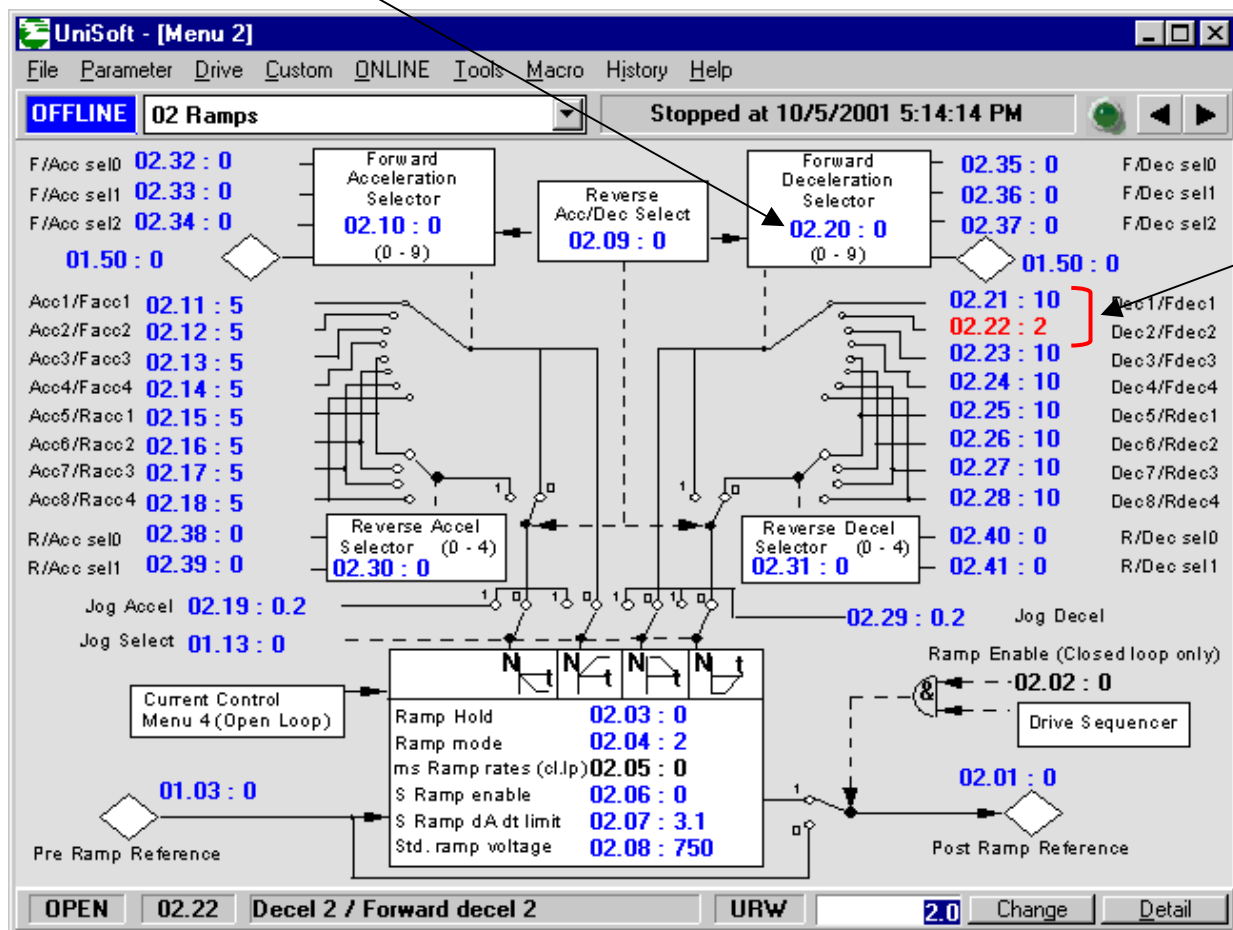 UniSoft - [Menu 2]
File Parameter Drive Custom ONLINE Tools Macro History Help
OFFLINE 02 Ramps Stopped at 10/5/2001 5:14:14 PM
F/Acc sel0 02.32 : 0
F/Acc sel1 02.33 : 0
F/Acc sel2 02.34 : 0
01.50 : 0
Forward
Acceleration
Selector
02.10 : 0
(0 - 9)
Reverse
Acc/Dec Select
02.09 : 0
Forward
Deceleration
Selector
02.20 : 0
(0 - 9)
02.35 : 0 F/Dec sel0
02.36 : 0 F/Dec sel1
02.37 : 0 F/Dec sel2
01.50 : 0
Acc1/Facc1 02.11 : 5
Acc2/Facc2 02.12 : 5
Acc3/Facc3 02.13 : 5
Acc4/Facc4 02.14 : 5
Acc5/Racc1 02.15 : 5
Acc6/Racc2 02.16 : 5
Acc7/Racc3 02.17 : 5
Acc8/Racc4 02.18 : 5
R/Acc sel0 02.38 : 0
R/Acc sel1 02.39 : 0
02.21 : 10 Dec1/Fdec1
02.22 : 2 Dec2/Fdec2
02.23 : 10 Dec3/Fdec3
02.24 : 10 Dec4/Fdec4
02.25 : 10 Dec5/Rdec1
02.26 : 10 Dec6/Rdec2
02.27 : 10 Dec7/Rdec3
02.28 : 10 Dec8/Rdec4
02.40 : 0 R/Dec sel0
02.41 : 0 R/Dec sel1
1 0
1 0
Reverse Accel
Selector (0 - 4)
02.30 : 0
Reverse Decel
Selector (0 - 4)
02.31 : 0
Jog Accel 02.19 : 0.2
1 0 1 0 1 0 1 0
02.29 : 0.2 Jog Decel
Jog Select 01.13 : 0
N t N t N t N t
Ramp Enable (Closed loop only)
& 02.02 : 0
Drive Sequencer
Current Control
Menu 4 (Open Loop)
Ramp Hold 02.03 : 0
Ramp mode 02.04 : 2
ms Ramp rates (cl.lp) 02.05 : 0
S Ramp enable 02.06 : 0
S Ramp dA dt limit 02.07 : 3.1
Std. ramp voltage 02.08 : 750
01.03 : 0
Pre Ramp Reference
1
0
02.01 : 0
Post Ramp Reference
OPEN 02.22 Decel 2 / Forward decel 2 URW 2.0 Change Detail